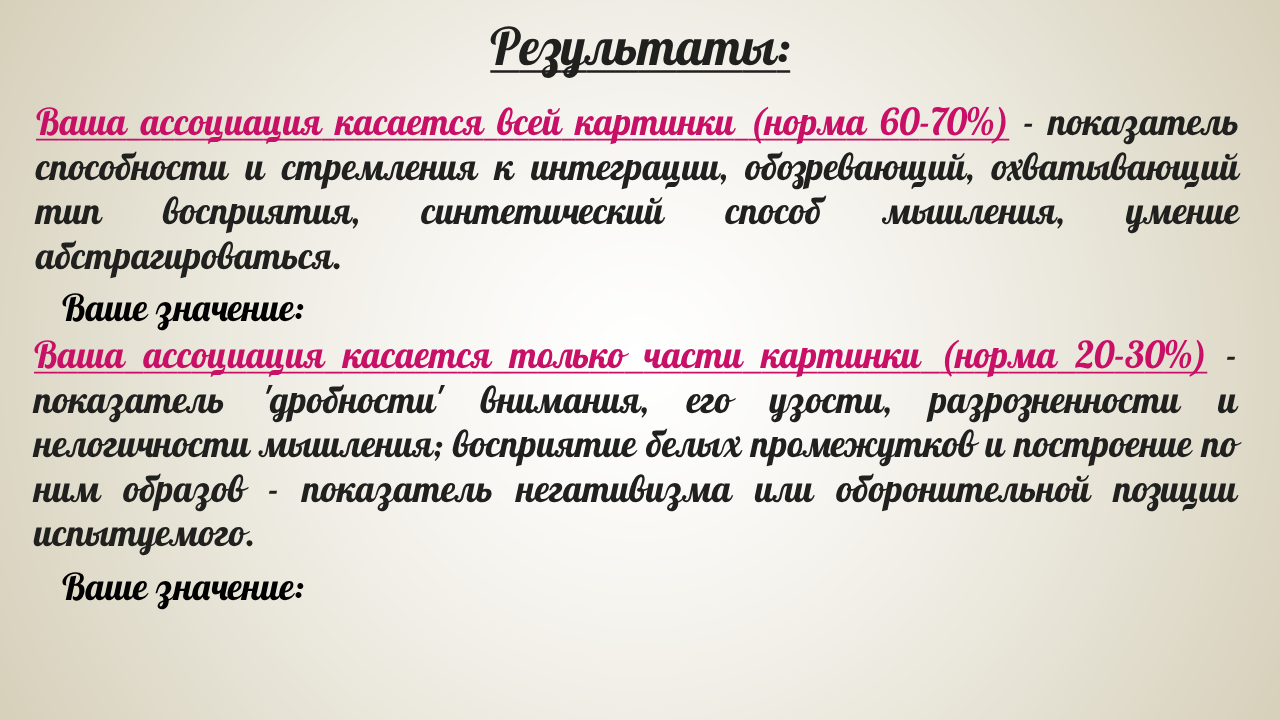 Результаты:
Ваша ассоциация касается всей картинки (норма 60-70%) - показатель
способности и стремления к интеграции, обозревающий, охватывающий
тип восприятия, синтетический способ мышления, умение
абстрагироваться.
Ваше значение:
Ваша ассоциация касается только части картинки (норма 20-30%) -
показатель 'дробности' внимания, его узости, разрозненности и
нелогичности мышления; восприятие белых промежутков и построение по
ним образов - показатель негативизма или оборонительной позиции
испытуемого.
Ваше значение: